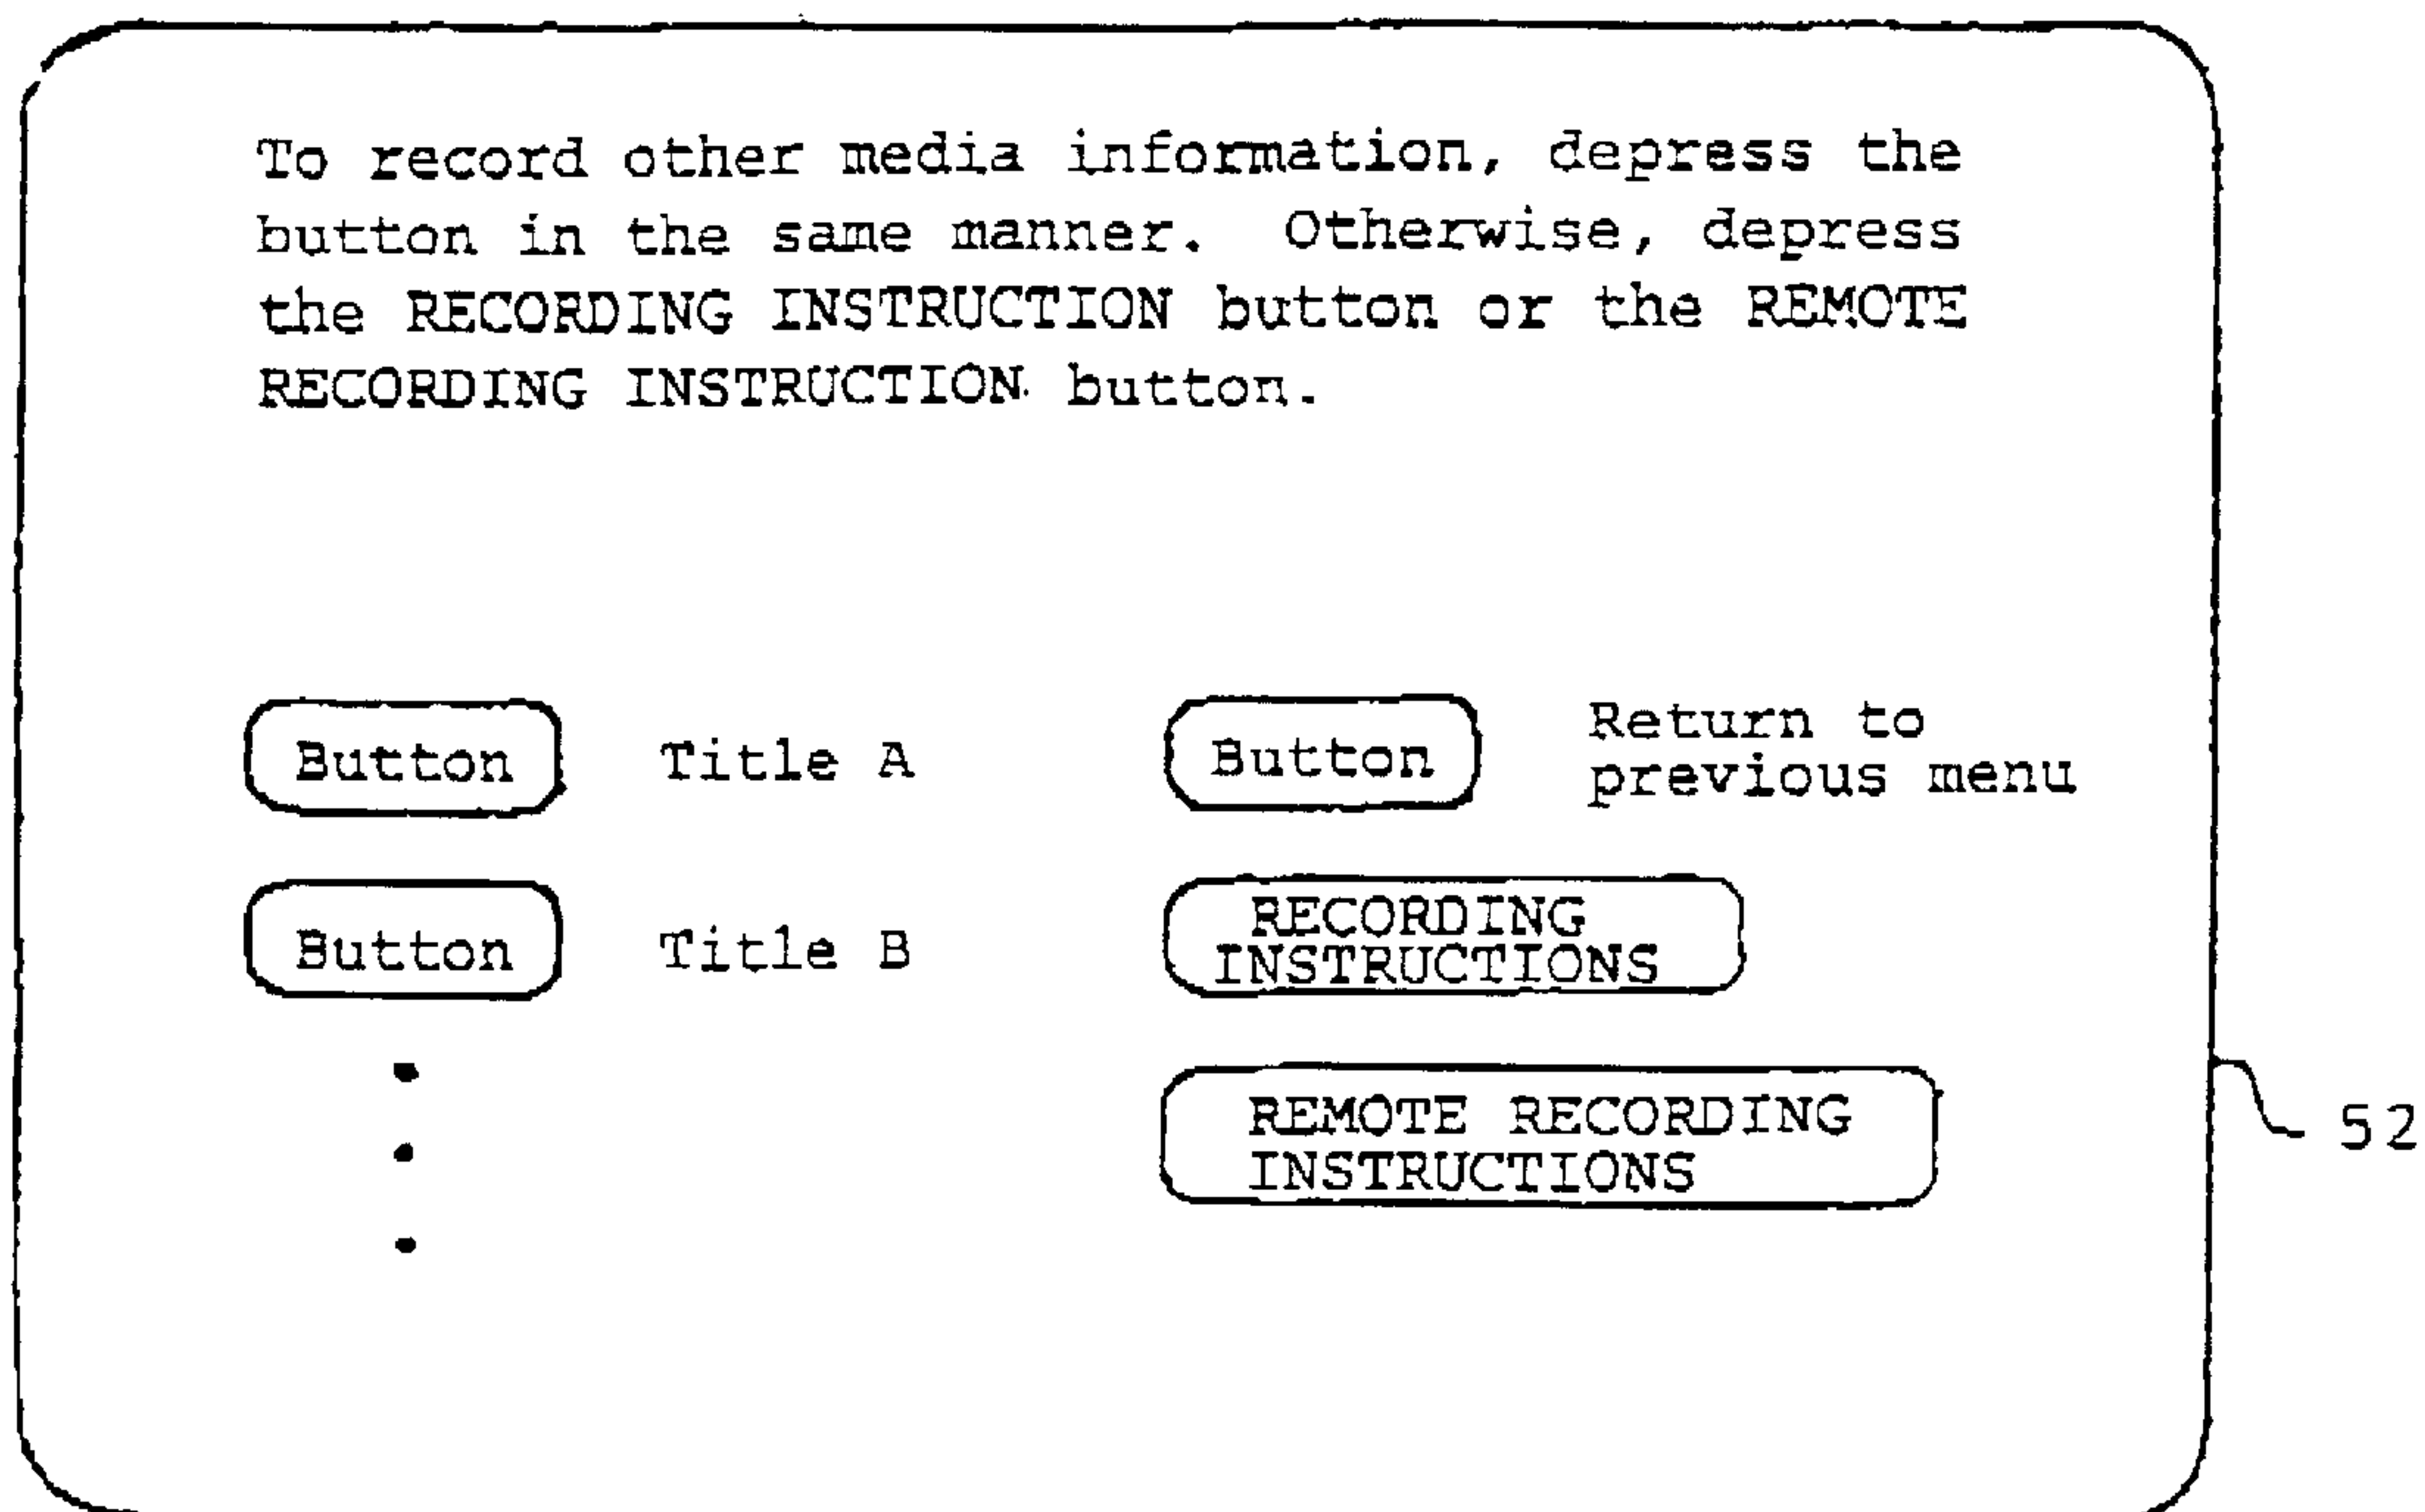 To record other media information, depress the
button in the same manner. Otherwise, depress
the RECORDING INSTRUCTION button or the REMOTE
RECORDING INSTRUCTION button.
Button Title A
Button Title B
Button Return to
previous menu
RECORDING
INSTRUCTIONS
REMOTE RECORDING
INSTRUCTIONS
52